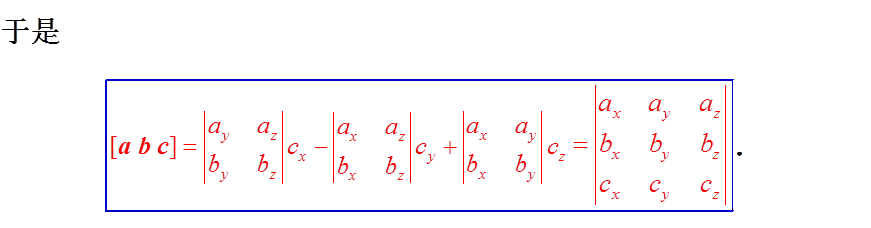 于是
[a b c] = |a_y a_z; b_y b_z| c_x − |a_x a_z; b_x b_z| c_y + |a_x a_y; b_x b_y| c_z = |a_x a_y a_z; b_x b_y b_z; c_x c_y c_z| .